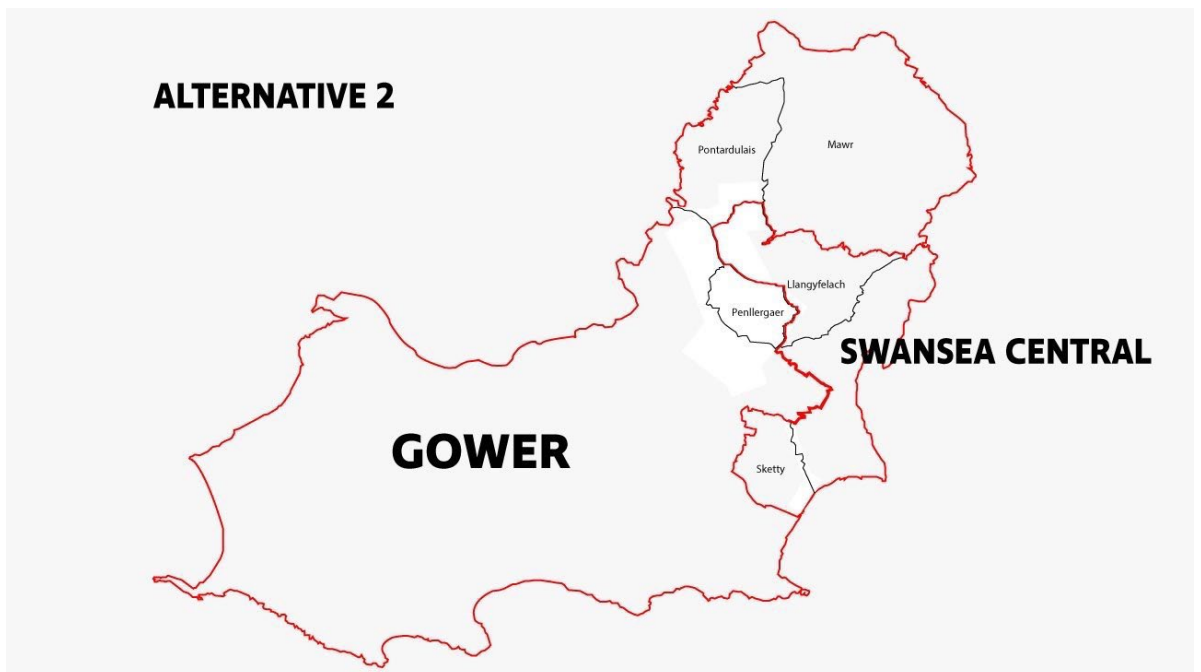 ALTERNATIVE 2
Pontardulais
Mawr
Llangyfelach
Penllergaer
SWANSEA CENTRAL
GOWER
Sketty